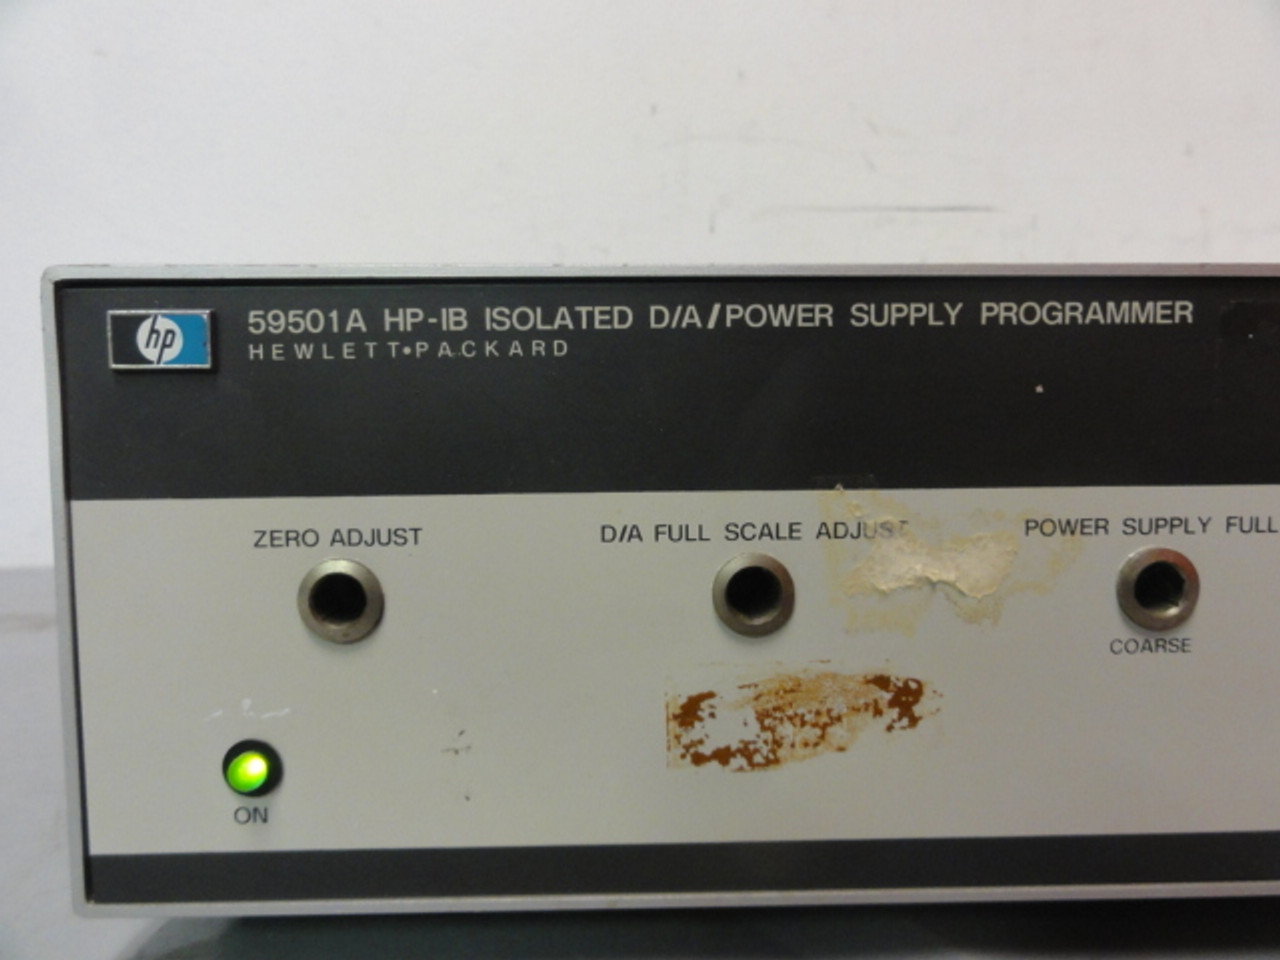 hp
59501A HP-IB ISOLATED D/A/POWER SUPPLY PROGRAMMER
HEWLETT•PACKARD
ZERO ADJUST
D/A FULL SCALE ADJUST
POWER SUPPLY FULL
COARSE
ON